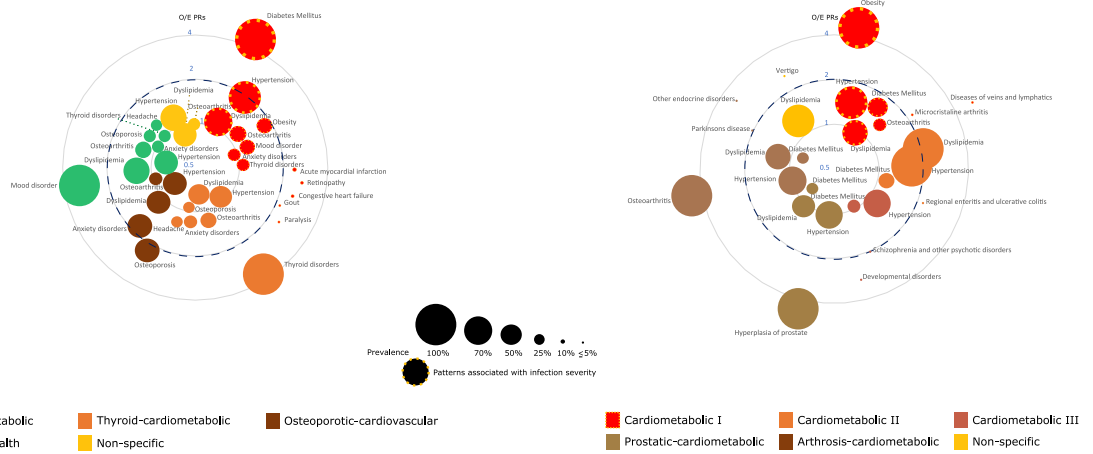 O/E PRs
4
2
0.5
Diabetes Mellitus
Hypertension
Dyslipidemia
Osteoarthritis
Hypertension
Thyroid disorders
Headache
Dyslipidemia
Obesity
Osteoporosis
Osteoarthritis
Mood disorder
Osteoarthritis
Anxiety disorders
Anxiety disorders
Hypertension
Thyroid disorders
Dyslipidemia
Acute myocardial infarction
Hypertension
Retinopathy
Mood disorder
Osteoarthritis
Dyslipidemia
Hypertension
Congestive heart failure
Dyslipidemia
Gout
Osteoporosis
Osteoarthritis
Paralysis
Anxiety disorders
Headache
Anxiety disorders
Osteoporosis
Thyroid disorders
O/E PRs
4
2
1
0.5
Obesity
Vertigo
Hypertension
Diabetes Mellitus
Other endocrine disorders
Dyslipidemia
Diseases of veins and lymphatics
Microcristaline arthritis
Osteoarthritis
Parkinsons disease
Dyslipidemia
Dyslipidemia
Dyslipidemia
Diabetes Mellitus
Diabetes Mellitus
Hypertension
Hypertension
Diabetes Mellitus
Diabetes Mellitus
Osteoarthritis
Regional enteritis and ulcerative colitis
Dyslipidemia
Hypertension
Hypertension
Schizophrenia and other psychotic disorders
Developmental disorders
Hyperplasia of prostate
Prevalence
100%
70%
50%
25%
10%
≤5%
Patterns associated with infection severity
tabolic
Thyroid-cardiometabolic
Osteoporotic-cardiovascular
alth
Non-specific
Cardiometabolic I
Cardiometabolic II
Cardiometabolic III
Prostatic-cardiometabolic
Arthrosis-cardiometabolic
Non-specific